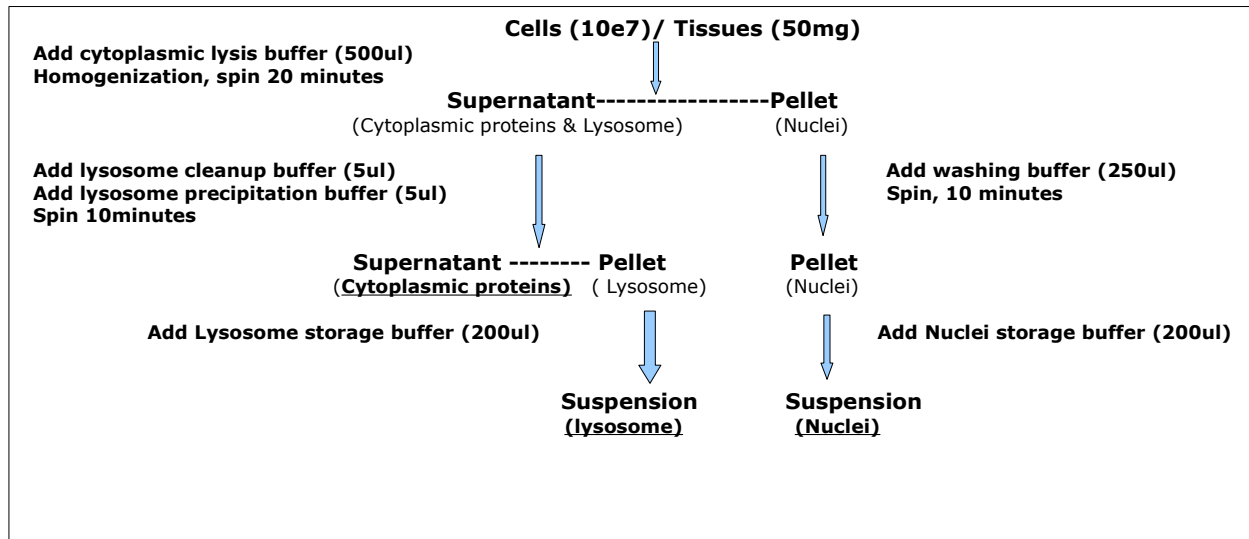 Cells (10e7)/ Tissues (50mg)
Add cytoplasmic lysis buffer (500ul)
Homogenization, spin 20 minutes
Supernatant-----------------Pellet
(Cytoplasmic proteins & Lysosome)
(Nuclei)
Add lysosome cleanup buffer (5ul)
Add lysosome precipitation buffer (5ul)
Spin 10minutes
Add washing buffer (250ul)
Spin, 10 minutes
Supernatant -------- Pellet
(Cytoplasmic proteins) ( Lysosome)
Pellet
(Nuclei)
Add Lysosome storage buffer (200ul)
Add Nuclei storage buffer (200ul)
Suspension
(lysosome)
Suspension
(Nuclei)